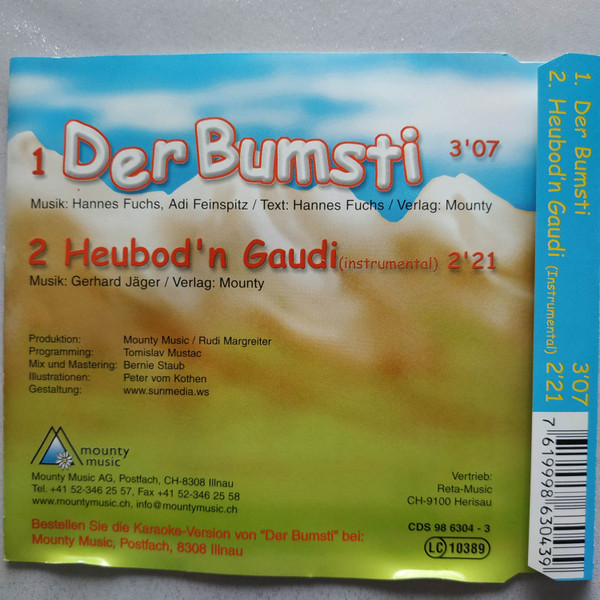 1 Der Bumsti 3'07
Musik: Hannes Fuchs, Adi Feinspitz / Text: Hannes Fuchs / Verlag: Mounty
2 Heubod'n Gaudi (instrumental) 2'21
Musik: Gerhard Jäger / Verlag: Mounty
Produktion: Mounty Music / Rudi Margreiter
Programming: Tomislav Mustac
Mix und Mastering: Bernie Staub
Illustrationen: Peter vom Kothen
Gestaltung: www.sunmedia.ws
mounty
music
Mounty Music AG, Postfach, CH-8308 Illnau
Tel. +41 52-346 25 57, Fax +41 52-346 25 58
www.mountymusic.ch, info@mountymusic.ch
Vertrieb:
Reta-Music
CH-9100 Herisau
Bestellen Sie die Karaoke-Version von "Der Bumsti" bei:
Mounty Music, Postfach, 8308 Illnau
CDS 98 6304 - 3
LC 10389
1. Der Bumsti 3'07
2. Heubod'n Gaudi (Instrumental) 2'21
7 619998 630439